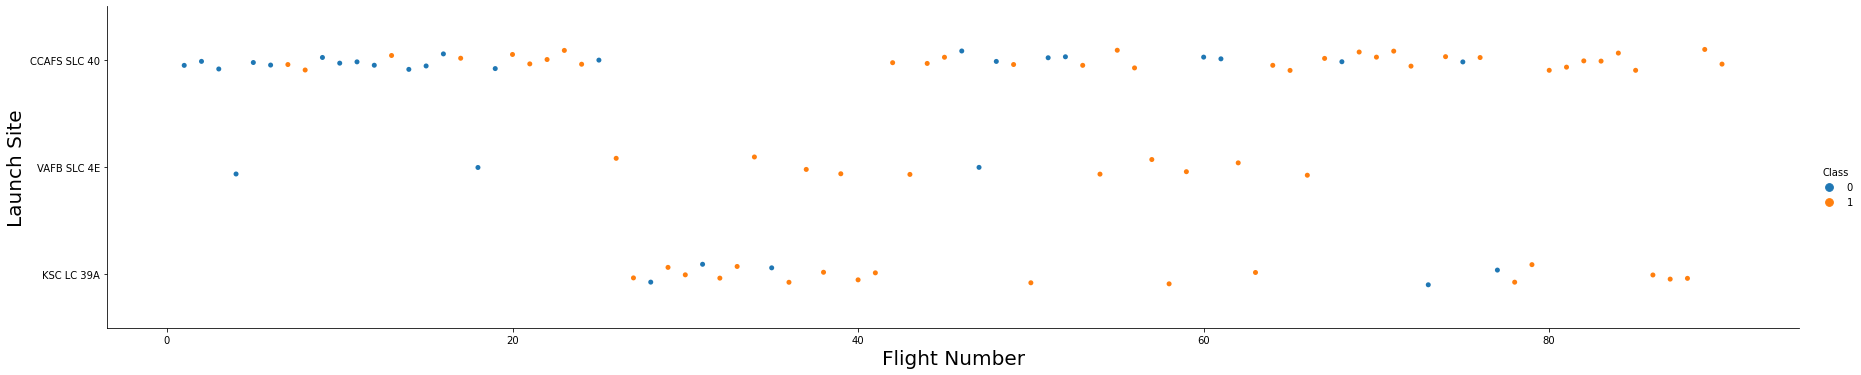 Launch Site
CCAFS SLC 40
VAFB SLC 4E
KSC LC 39A
0
20
40
60
80
Flight Number
Class
0
1